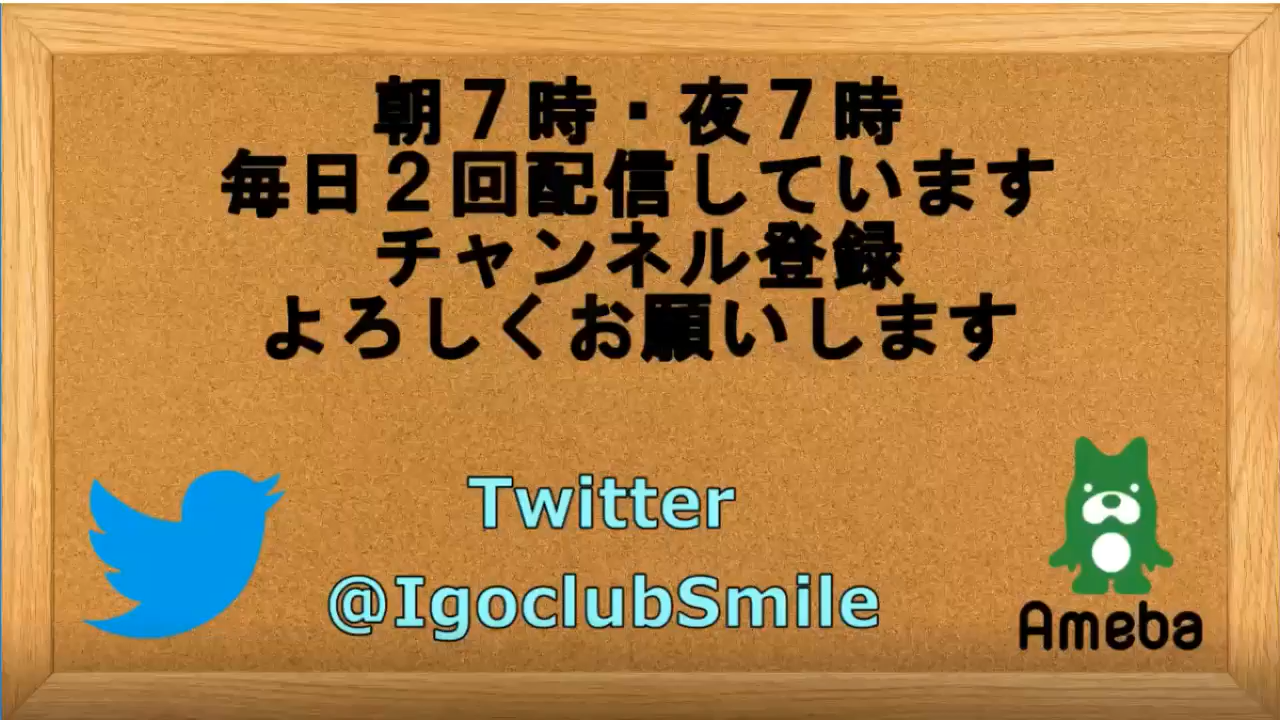 朝７時・夜７時
毎日２回配信しています
チャンネル登録
よろしくお願いします
Twitter
@IgoclubSmile
Ameba